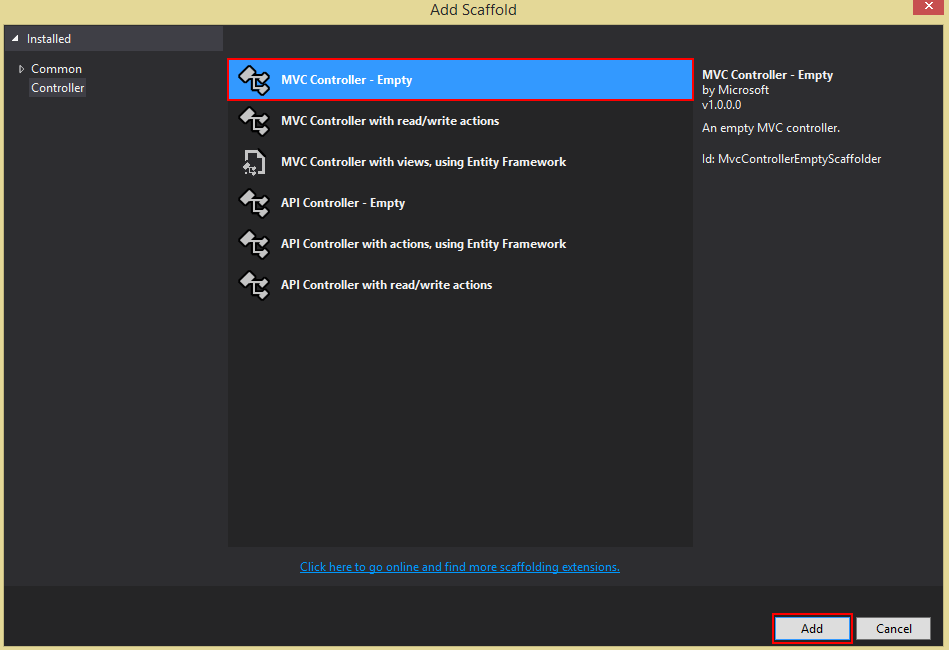 Add Scaffold
Installed
Common
Controller
MVC Controller - Empty
MVC Controller with read/write actions
MVC Controller with views, using Entity Framework
API Controller - Empty
API Controller with actions, using Entity Framework
API Controller with read/write actions
MVC Controller - Empty
by Microsoft
v1.0.0.0
An empty MVC controller.
Id: MvcControllerEmptyScaffolder
Click here to go online and find more scaffolding extensions.
Add
Cancel